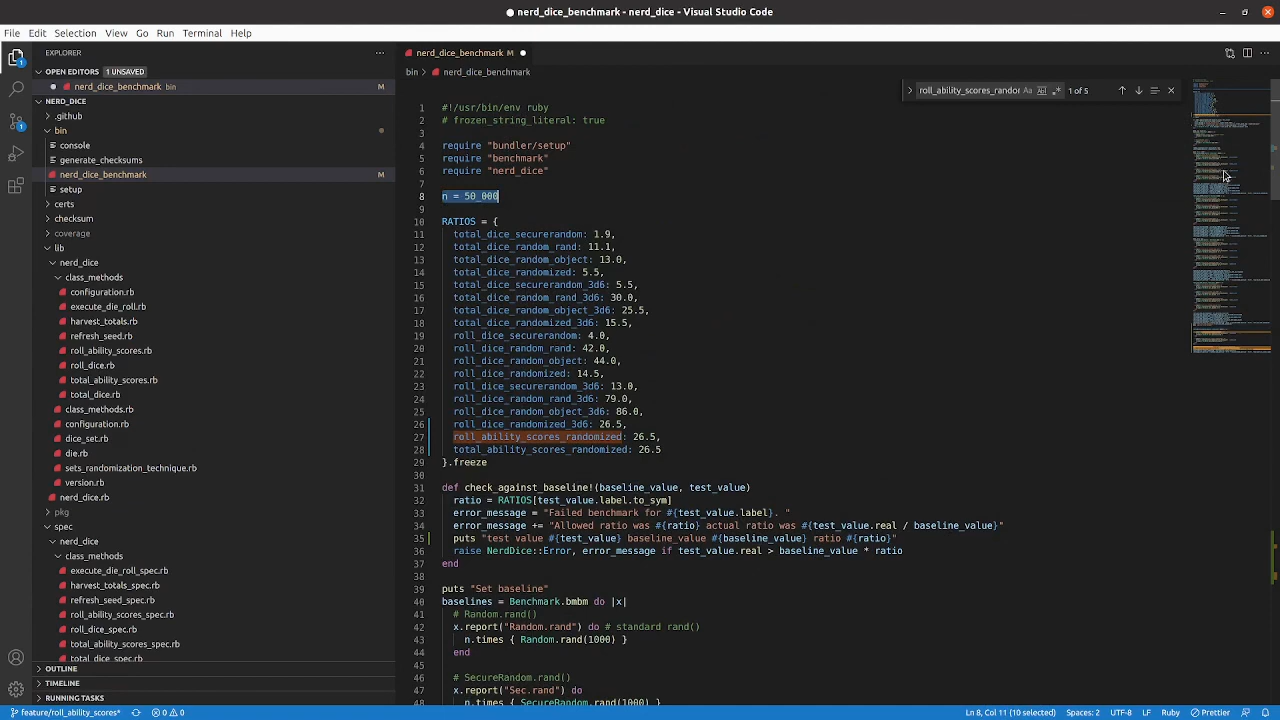 nerd_dice_benchmark - nerd_dice - Visual Studio Code
File Edit Selection View Go Run Terminal Help
EXPLORER
OPEN EDITORS 1 UNSAVED
nerd_dice_benchmark bin M
NERD_DICE
.github
bin
console
generate_checksums
nerd_dice_benchmark M
setup
certs
checksum
coverage
lib
nerd_dice
class_methods
configuration.rb
execute_die_roll.rb
harvest_totals.rb
refresh_seed.rb
roll_ability_scores.rb
roll_dice.rb
total_ability_scores.rb
total_dice.rb
class_methods.rb
configuration.rb
dice_set.rb
die.rb
sets_randomization_technique.rb
version.rb
nerd_dice.rb
pkg
spec
nerd_dice
class_methods
execute_die_roll_spec.rb
harvest_totals_spec.rb
refresh_seed_spec.rb
roll_ability_scores_spec.rb
roll_dice_spec.rb
total_ability_scores_spec.rb
total_dice_spec.rb
OUTLINE
TIMELINE
RUNNING TASKS
nerd_dice_benchmark M
bin > nerd_dice_benchmark
roll_ability_scores_randor Aa Ab .* 1 of 5
1 #!/usr/bin/env ruby
2 # frozen_string_literal: true
3
4 require "bundler/setup"
5 require "benchmark"
6 require "nerd_dice"
7
8 n = 50_000
9
10 RATIOS = {
11 total_dice_securerandom: 1.9,
12 total_dice_random_rand: 11.1,
13 total_dice_random_object: 13.0,
14 total_dice_randomized: 5.5,
15 total_dice_securerandom_3d6: .5,
16 total_dice_random_rand_3d6: 30.0,
17 total_dice_random_object_3d6: 25.5,
18 total_dice_randomized_3d6: 15.5,
19 roll_dice_securerandom: 4.0,
20 roll_dice_random_rand: 42.0,
21 roll_dice_random_object: 44.0,
22 roll_dice_randomized: 14.5,
23 roll_dice_securerandom_3d6: 13.0,
24 roll_dice_random_rand_3d6: 79.0,
25 roll_dice_random_object_3d6: 86.0,
26 roll_dice_randomized_3d6: 26.5,
27 roll_ability_scores_randomized: 26.5,
28 total_ability_scores_randomized: 26.5
29 }.freeze
30
31 def check_against_baseline!(baseline_value, test_value)
32 ratio = RATIOS[test_value.label.to_sym]
33 error_message = "Failed benchmark for #{test_value.label}. "
34 error_message += "Allowed ratio was #{ratio} actual ratio was #{test_value.real / baseline_value}"
35 puts "test value #{test_value} baseline_value #{baseline_value} ratio #{ratio}"
36 raise NerdDice::Error, error_message if test_value.real > baseline_value * ratio
37 end
38
39 puts "Set baseline"
40 baselines = Benchmark.bmbm do |x|
41 # Random.rand()
42 x.report("Random.rand") do # standard rand()
43 n.times { Random.rand(1000) }
44 end
45
46 # SecureRandom.rand()
47 x.report("Sec.rand") do
48 n.times { SecureRandom.rand(1000) }
feature/roll_ability_scores* 0 0 Ln 8, Col 11 (10 selected) Spaces: 2 UTF-8 LF Ruby Prettier